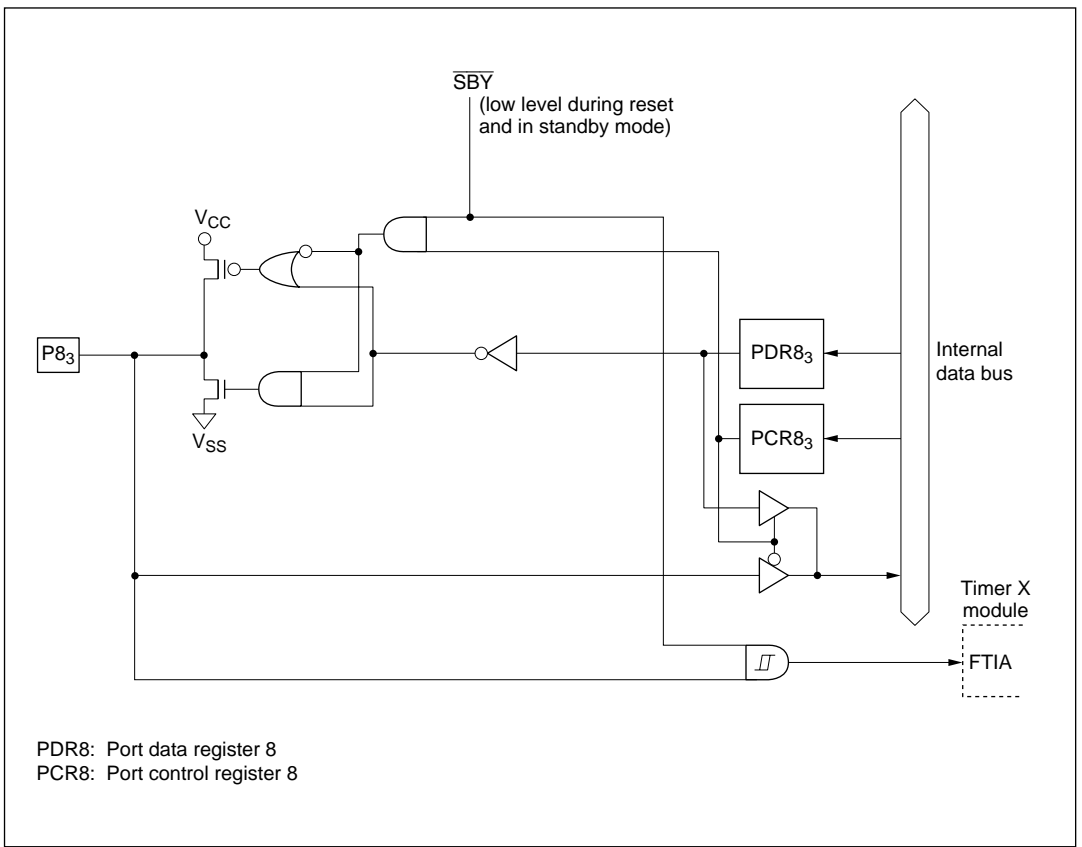 SBY
(low level during reset
and in standby mode)
VCC
P8₃
VSS
PDR8₃
PCR8₃
Internal
data bus
Timer X
module
FTIA
PDR8: Port data register 8
PCR8: Port control register 8